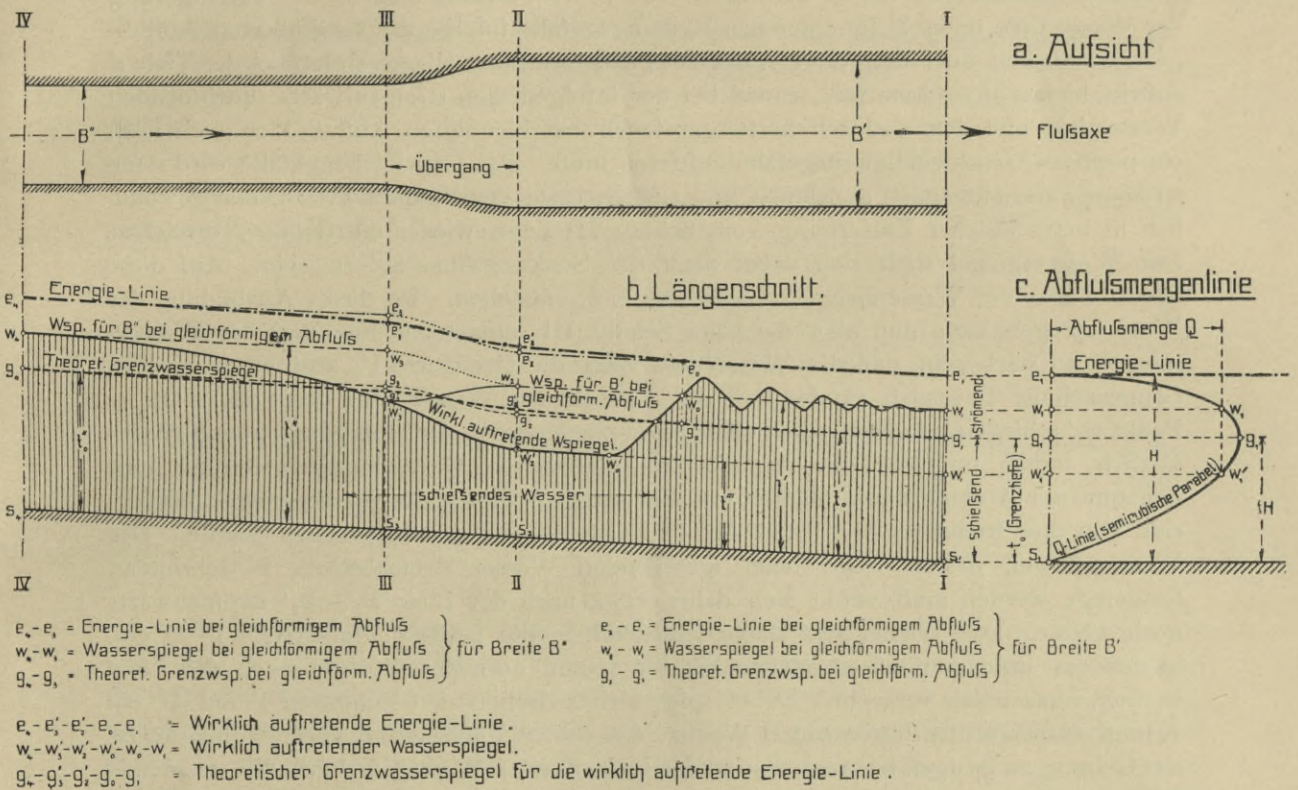 IV III II I
a. Aufsicht
B" B' Flußaxe
Übergang
b. Längenschnitt.
c. Abflußmengenlinie
Energie-Linie
Wsp. für B" bei gleichförmigem Abfluß
Theoret. Grenzwasserspiegel
Wsp. für B' bei
gleichförm. Abfluß
Wirkl. auftretende Wspiegel.
schießendes Wasser
schießend
strömend
t₀ (Grenztiefe)
Abflußmenge Q
Energie-Linie
H
Q-Linie (semicubische Parabel)
IV III II I
e₄-e₃ = Energie-Linie bei gleichförmigem Abfluß
w₄-w₃ = Wasserspiegel bei gleichförmigem Abfluß
g₄-g₃ = Theoret. Grenzwsp. bei gleichförm. Abfluß
für Breite B"
e₂-e₁ = Energie-Linie bei gleichförmigem Abfluß
w₂-w₁ = Wasserspiegel bei gleichförmigem Abfluß
g₂-g₁ = Theoret. Grenzwsp. bei gleichförm. Abfluß
für Breite B'
e₄-e₃'-e₂'-e₀-e₁ = Wirklich auftretende Energie-Linie.
w₄-w₃'-w₂'-w₀'-w₀-w₁ = Wirklich auftretender Wasserspiegel.
g₄-g₃'-g₂'-g₀-g₁ = Theoretischer Grenzwasserspiegel für die wirklich auftretende Energie-Linie.